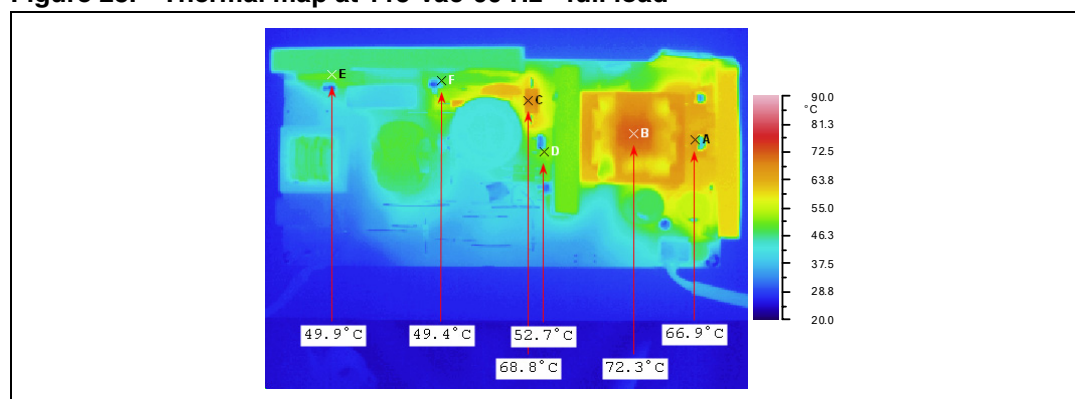 Figure Thermal map at 115 Vac-60 Hz - full load
E
F
C
B
A
D
90.0
°C
81.3
72.5
63.8
55.0
46.3
37.5
28.8
20.0
49.9°C
49.4°C
52.7°C
66.9°C
68.8°C
72.3°C